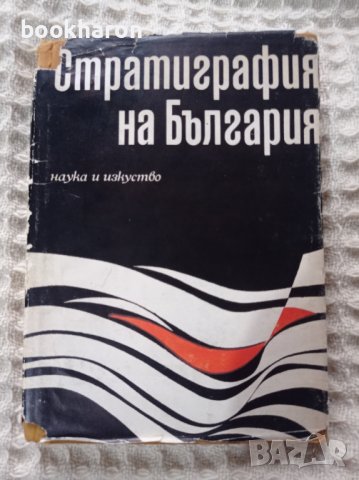 bookharon
Стратиграфия
на България
наука и изкуство
BAZAR